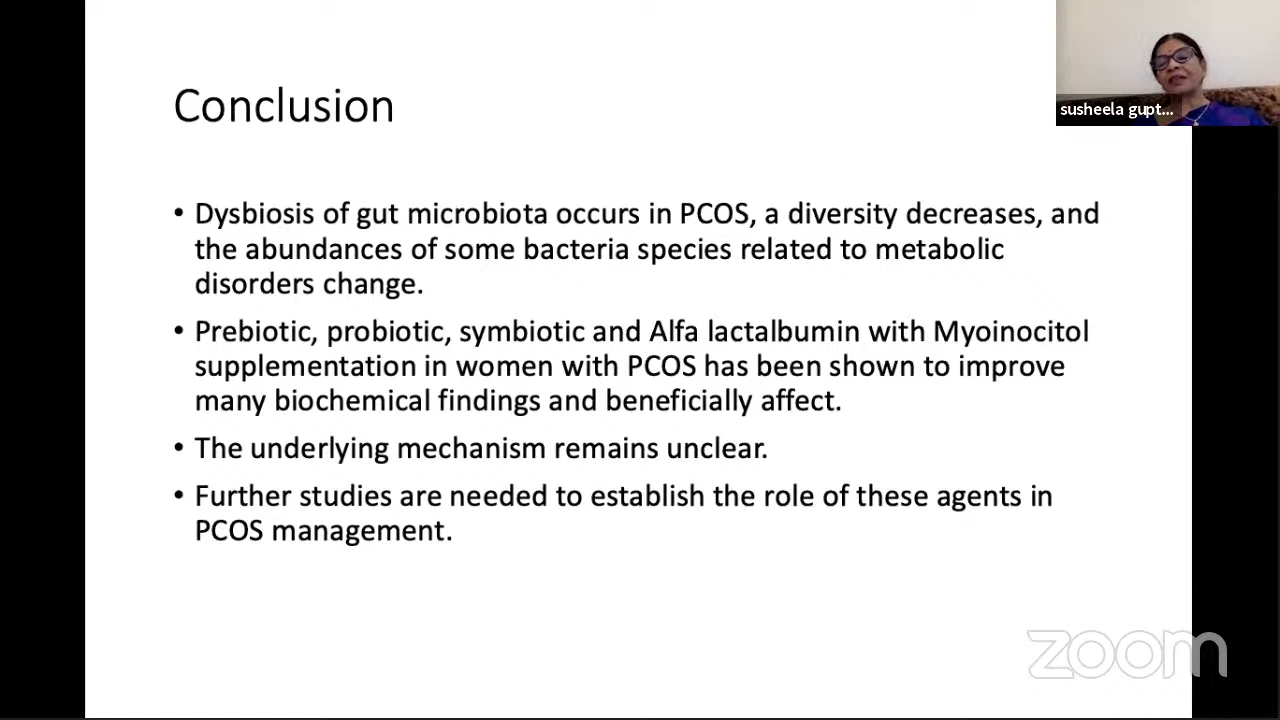 Conclusion
susheela gupt...
• Dysbiosis of gut microbiota occurs in PCOS, a diversity decreases, and
the abundances of some bacteria species related to metabolic
disorders change.
• Prebiotic, probiotic, symbiotic and Alfa lactalbumin with Myoinocitol
supplementation in women with PCOS has been shown to improve
many biochemical findings and beneficially affect.
• The underlying mechanism remains unclear.
• Further studies are needed to establish the role of these agents in
PCOS management.
zoom